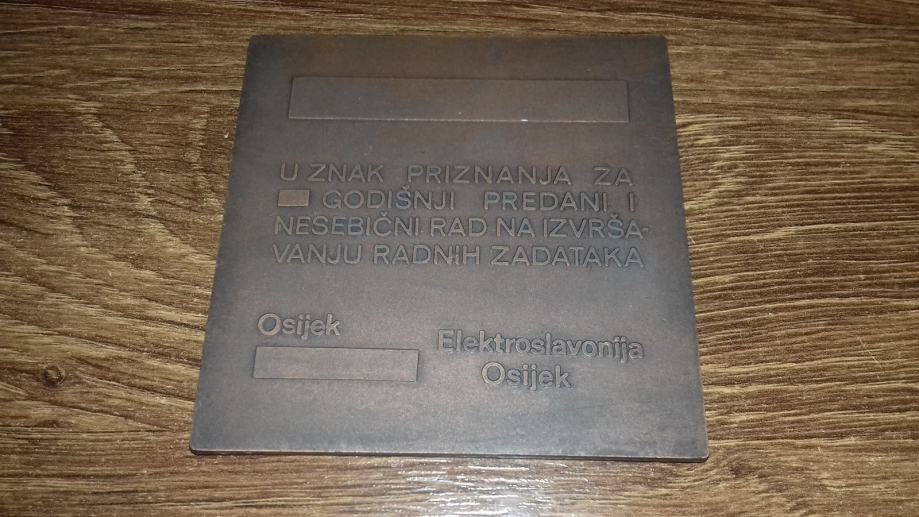 U ZNAK PRIZNANJA ZA
GODIŠNJI PREDANI I
NESEBIČNI RAD NA IZVRŠA-
VANJU RADNIH ZADATAKA
Osijek
Elektroslavonija
Osijek